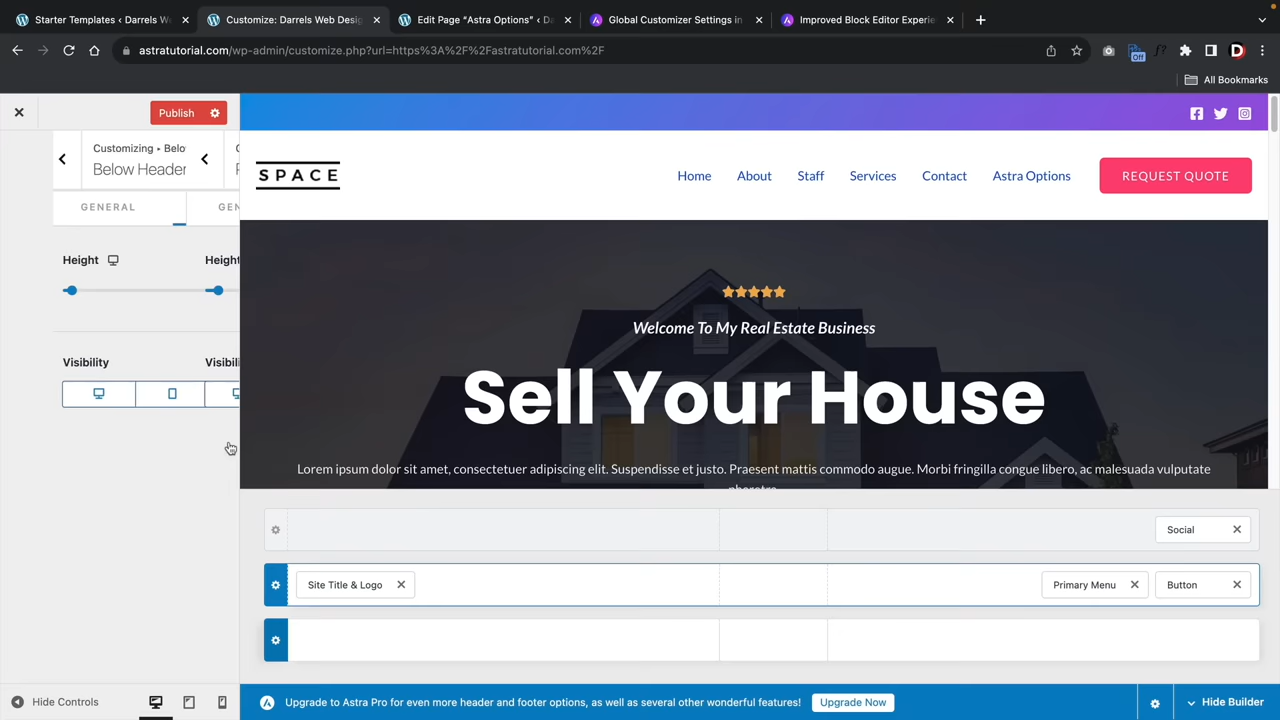 Starter Templates ‹ Darrels We
Customize: Darrels Web Desig
Edit Page “Astra Options” ‹ Da
Global Customizer Settings in
Improved Block Editor Experie
astratutorial.com/wp-admin/customize.php?url=https%3A%2F%2Fastratutorial.com%2F
Off
D
All Bookmarks
Publish
Customizing ▸ Belo
Below Header
GENERAL
GEN
Height
Height
Visibility
Visibili
Hide Controls
SPACE
Home
About
Staff
Services
Contact
Astra Options
REQUEST QUOTE
Welcome To My Real Estate Business
Sell Your House
Lorem ipsum dolor sit amet, consectetuer adipiscing elit. Suspendisse et justo. Praesent mattis commodo augue. Morbi fringilla congue libero, ac malesuada vulputate
pharetra
Social
Site Title & Logo
Primary Menu
Button
Upgrade to Astra Pro for even more header and footer options, as well as several other wonderful features!
Upgrade Now
Hide Builder